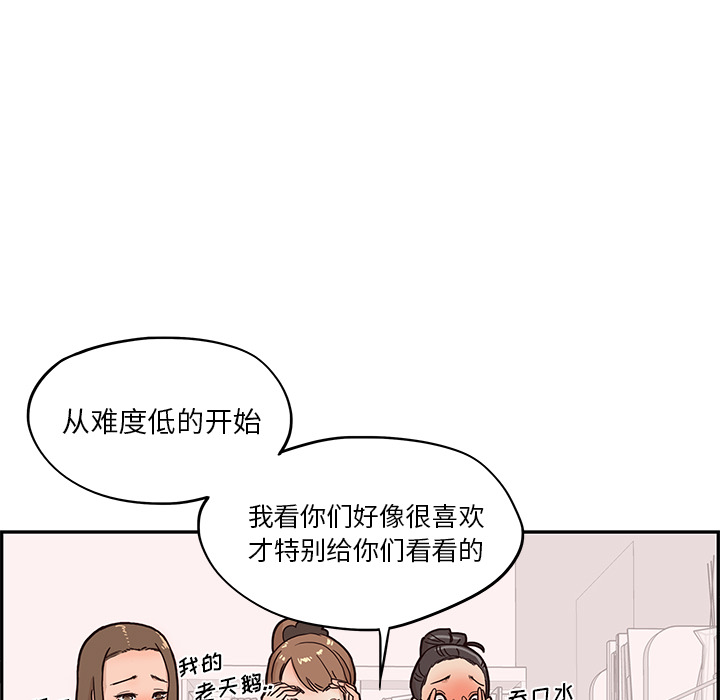 从难度低的开始
我看你们好像很喜欢
才特别给你们看看的
我的
老天鹅..
吞口水